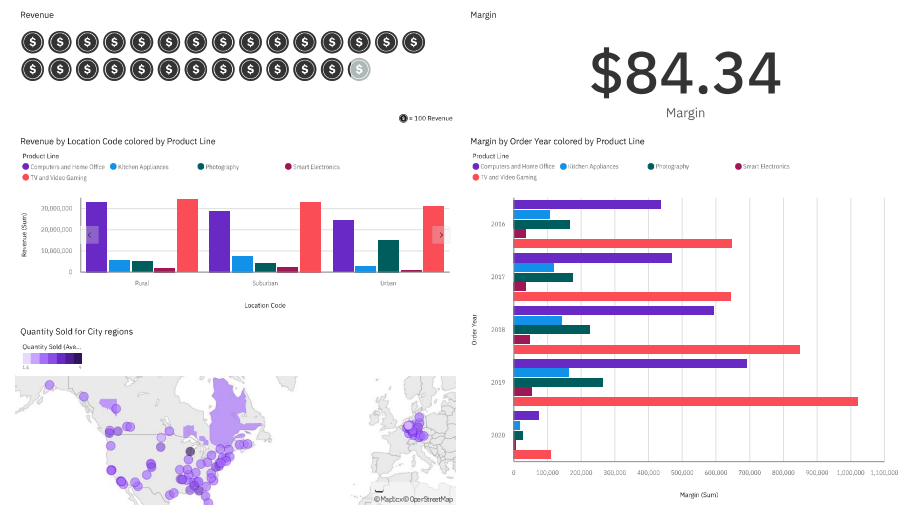 Revenue
= 100 Revenue
Margin
$84.34
Margin
Revenue by Location Code colored by Product Line
Product Line
Computers and Home Office Kitchen Appliances Photography Smart Electronics
TV and Video Gaming
Revenue (Sum)
20,000,000
20,000,000
10,000,000
0
Rural Suburban Urban
Location Code
Quantity Sold for City regions
Quantity Sold (Ave...
© Mapbox © OpenStreetMap
Margin by Order Year colored by Product Line
Product Line
Computers and Home Office Kitchen Appliances Photography Smart Electronics
TV and Video Gaming
Order Year
2016
2017
2018
2019
2020
0 100,000 200,000 300,000 400,000 500,000 600,000 700,000 800,000 900,000 1,000,000 1,100,000
Margin (Sum)